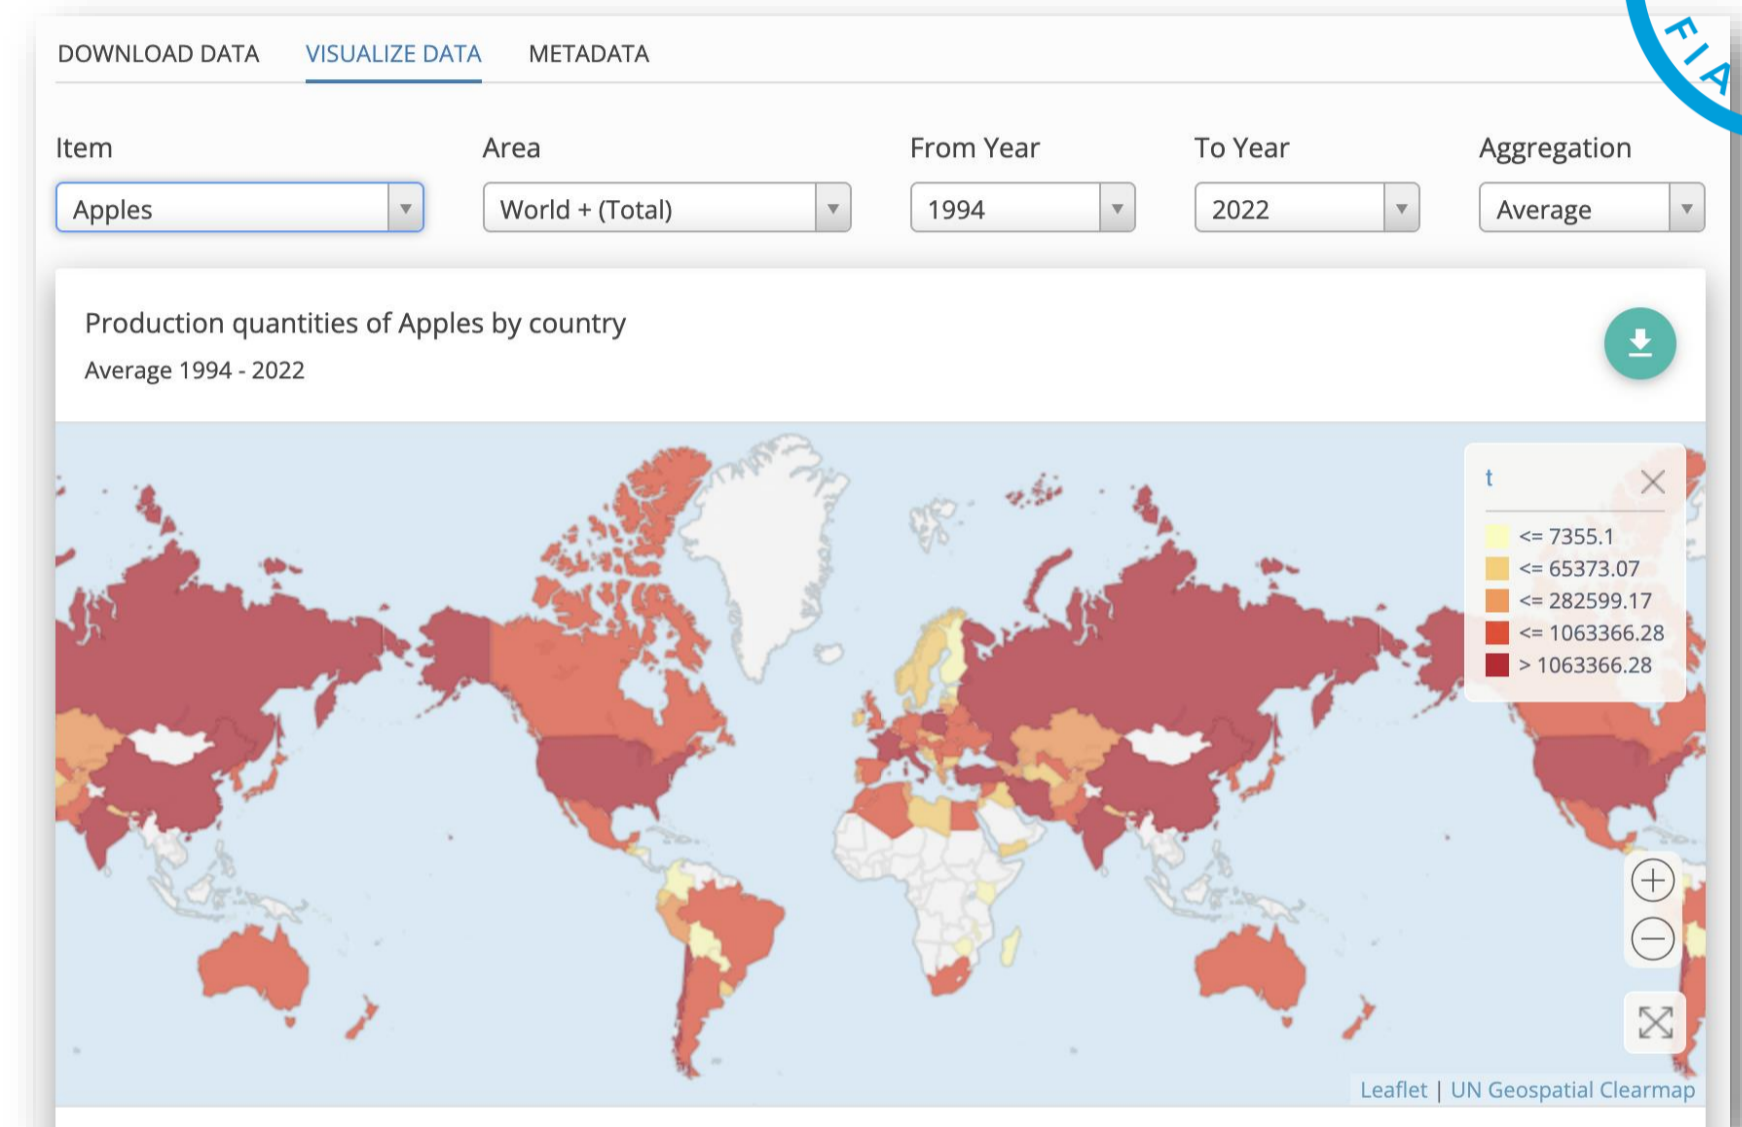 FIA
DOWNLOAD DATA VISUALIZE DATA METADATA
Item Area From Year To Year Aggregation
Apples World + (Total) 1994 2022 Average
Production quantities of Apples by country
Average 1994 - 2022
t
<= 7355.1
<= 65373.07
<= 282599.17
<= 1063366.28
> 1063366.28
Leaflet | UN Geospatial Clearmap